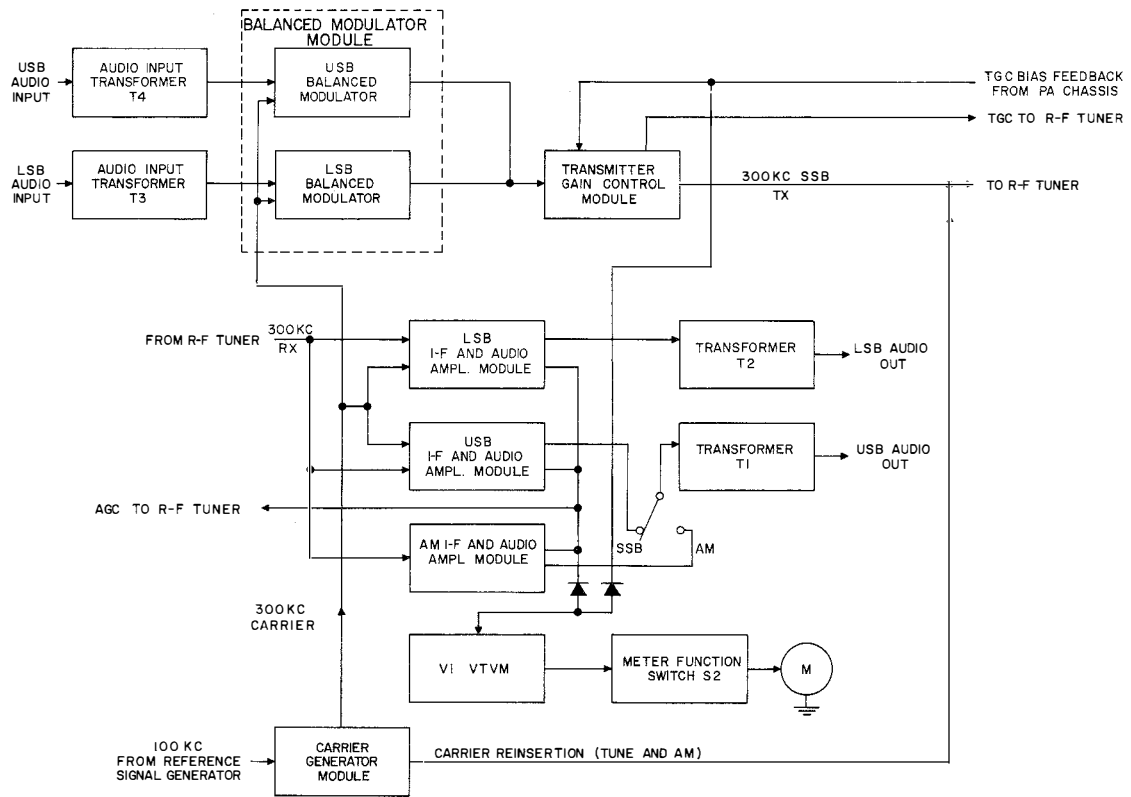 BALANCED MODULATOR
MODULE
USB
AUDIO
INPUT
AUDIO INPUT
TRANSFORMER
T4
USB
BALANCED
MODULATOR
TGC BIAS FEEDBACK
FROM PA CHASSIS
TGC TO R-F TUNER
LSB
AUDIO
INPUT
AUDIO INPUT
TRANSFORMER
T3
LSB
BALANCED
MODULATOR
TRANSMITTER
GAIN CONTROL
MODULE
300KC SSB
TX
TO R-F TUNER
FROM R-F TUNER
300KC
RX
LSB
I-F AND AUDIO
AMPL. MODULE
TRANSFORMER
T2
LSB AUDIO
OUT
USB
I-F AND AUDIO
AMPL. MODULE
TRANSFORMER
T1
USB AUDIO
OUT
AGC TO R-F TUNER
AM I-F AND AUDIO
AMPL MODULE
SSB
AM
300KC
CARRIER
V1 VTVM
METER FUNCTION
SWITCH S2
M
100KC
FROM REFERENCE
SIGNAL GENERATOR
CARRIER
GENERATOR
MODULE
CARRIER REINSERTION (TUNE AND AM)